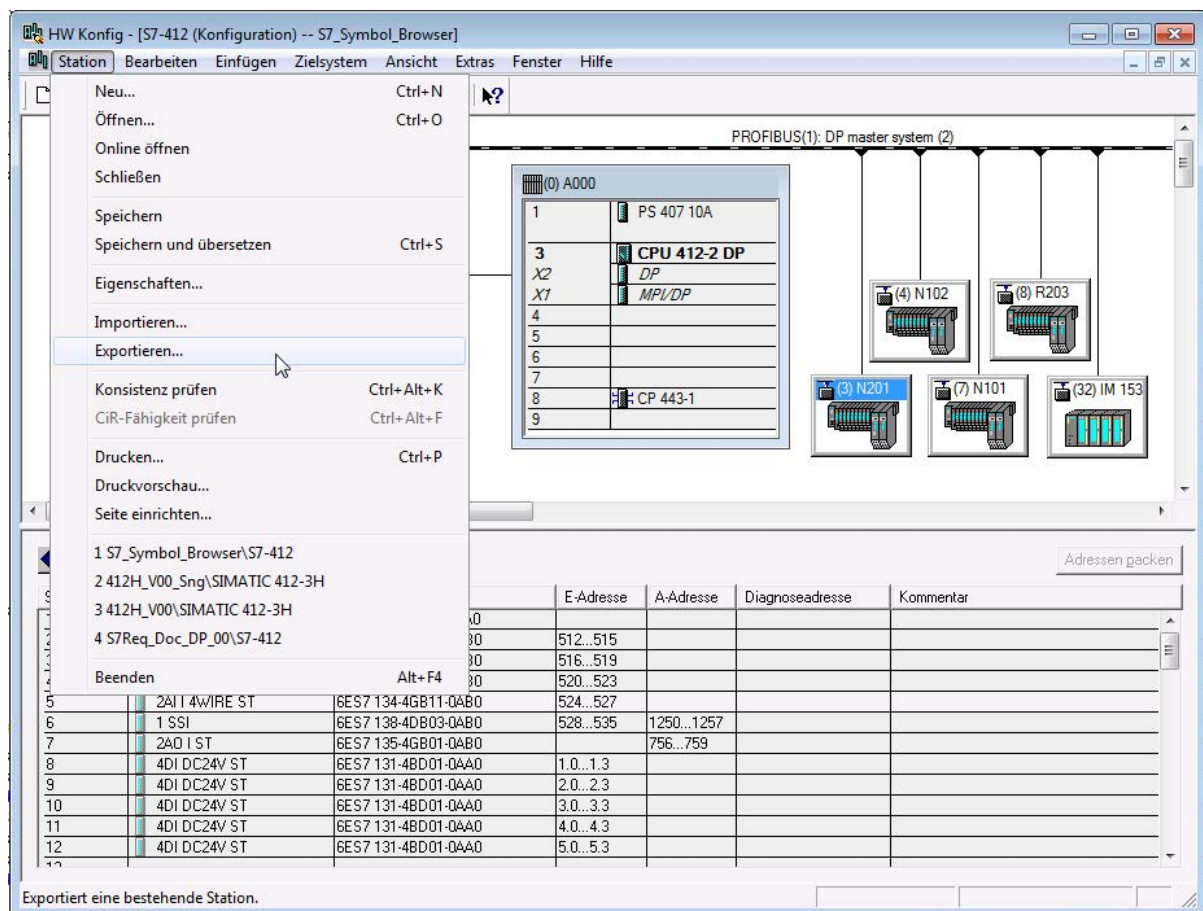 HW Konfig - [S7-412 (Konfiguration) -- S7_Symbol_Browser]
Station Bearbeiten Einfügen Zielsystem Ansicht Extras Fenster Hilfe
Neu... Ctrl+N
Öffnen... Ctrl+O
Online öffnen
Schließen
Speichern
Speichern und übersetzen Ctrl+S
Eigenschaften...
Importieren...
Exportieren...
Konsistenz prüfen Ctrl+Alt+K
CiR-Fähigkeit prüfen Ctrl+Alt+F
Drucken... Ctrl+P
Druckvorschau...
Seite einrichten...
1 S7_Symbol_Browser\S7-412
2 412H_V00_Sng\SIMATIC 412-3H
3 412H_V00\SIMATIC 412-3H
4 S7Req_Doc_DP_00\S7-412
Beenden Alt+F4
PROFIBUS(1): DP master system (2)
(0) A000
1 PS 407 10A
3 CPU 412-2 DP
X2 DP
X1 MPI/DP
4
5
6
7
8 CP 443-1
9
(4) N102
(8) R203
(3) N201
(7) N101
(32) IM 153
Adressen packen
E-Adresse A-Adresse Diagnoseadresse Kommentar
512...515
516...519
520...523
5 2AI I 4WIRE ST 6ES7 134-4GB11-0AB0 524...527
6 1 SSI 6ES7 138-4DB03-0AB0 528...535 1250...1257
7 2AO I ST 6ES7 135-4GB01-0AB0 756...759
8 4DI DC24V ST 6ES7 131-4BD01-0AA0 1.0...1.3
9 4DI DC24V ST 6ES7 131-4BD01-0AA0 2.0...2.3
10 4DI DC24V ST 6ES7 131-4BD01-0AA0 3.0...3.3
11 4DI DC24V ST 6ES7 131-4BD01-0AA0 4.0...4.3
12 4DI DC24V ST 6ES7 131-4BD01-0AA0 5.0...5.3
Exportiert eine bestehende Station.